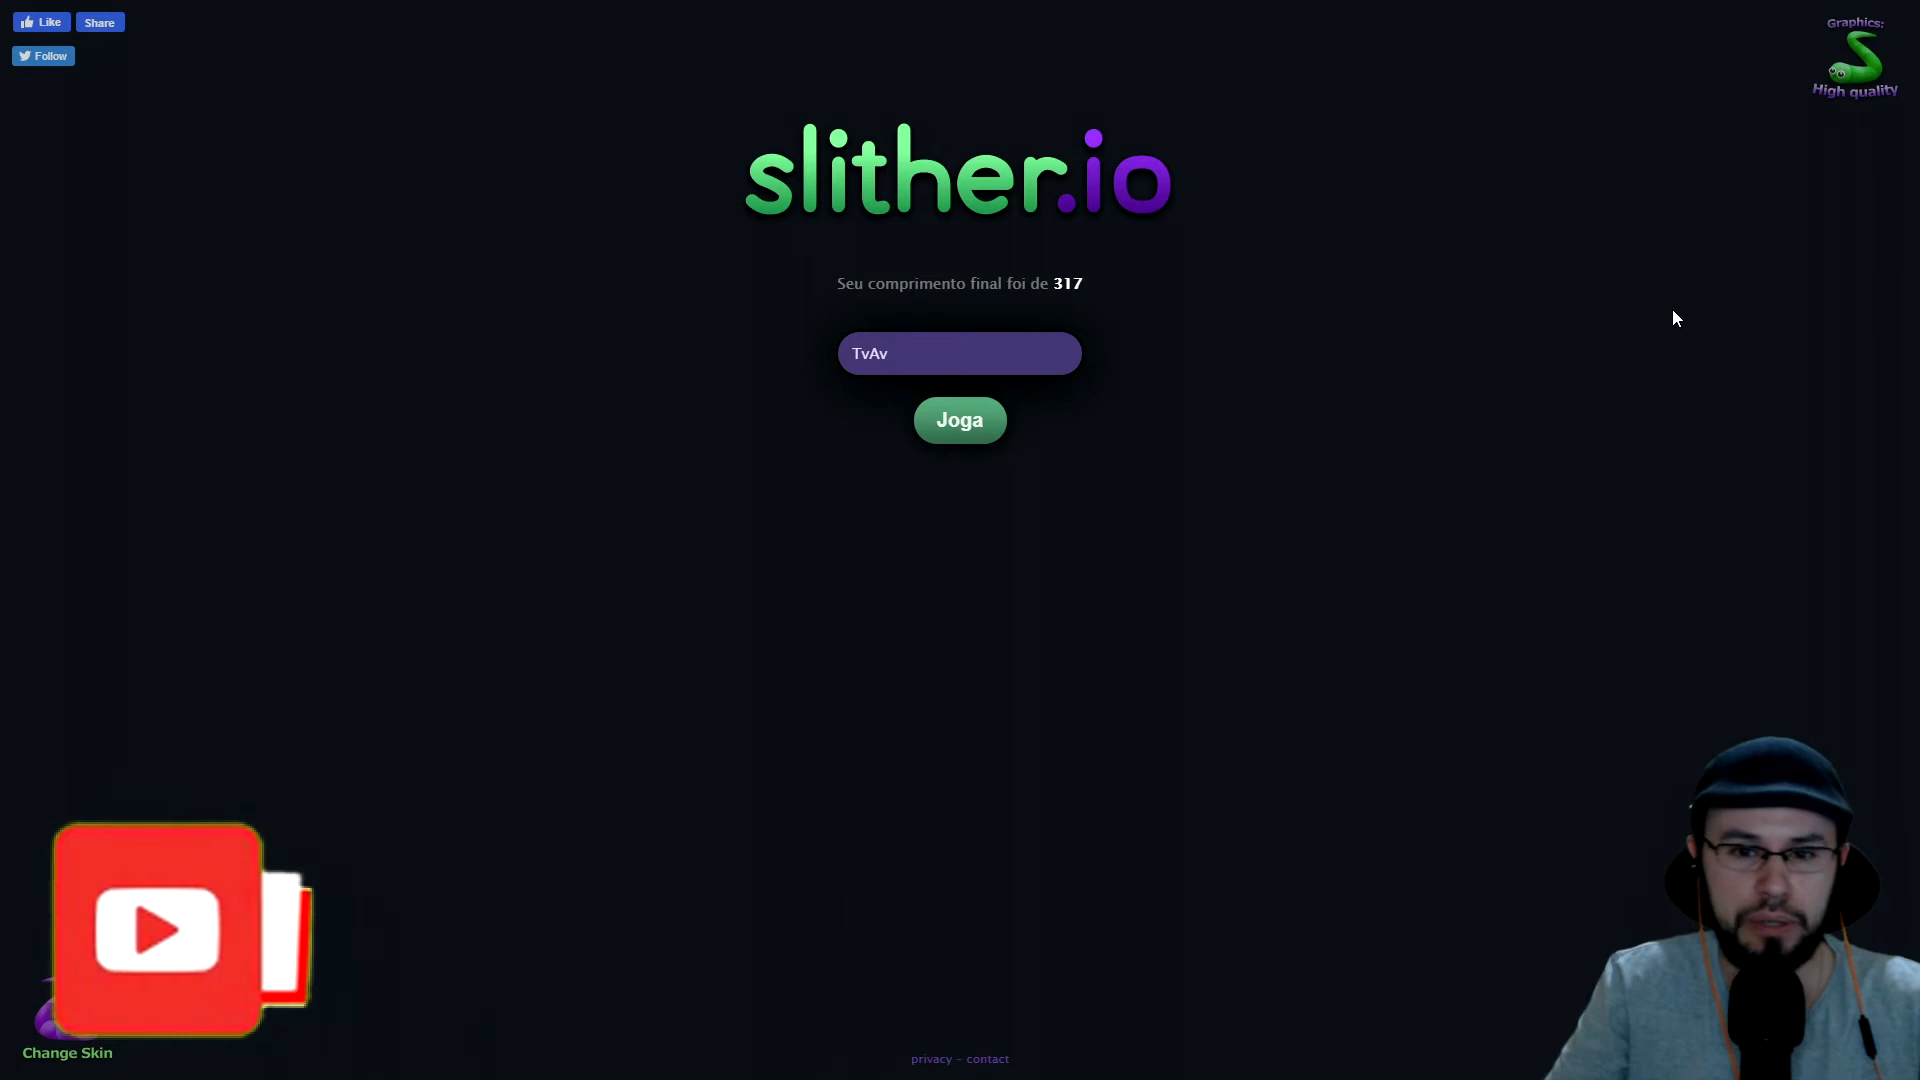 Like
Share
Follow
Graphics:
High quality
slither.io
Seu comprimento final foi de 317
TvAv
Joga
Change Skin
privacy – contact